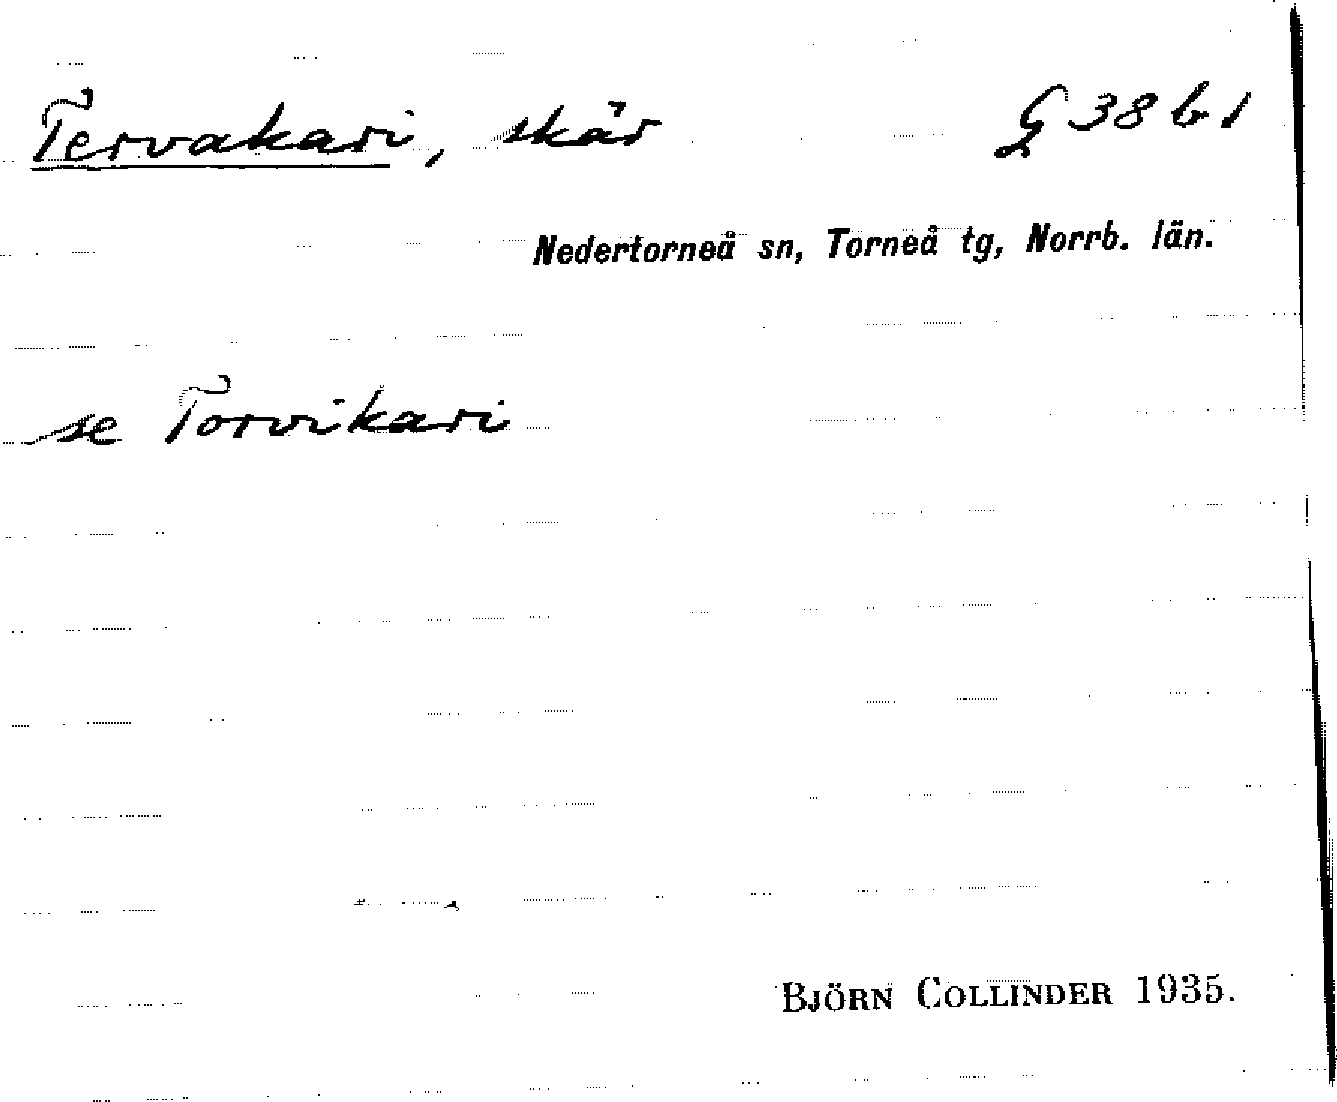 Tervakari, skär G 38 b 1
Nedertorneå sn, Torneå tg, Norrb. län.
se Torvikari
BJÖRN COLLINDER 1935.